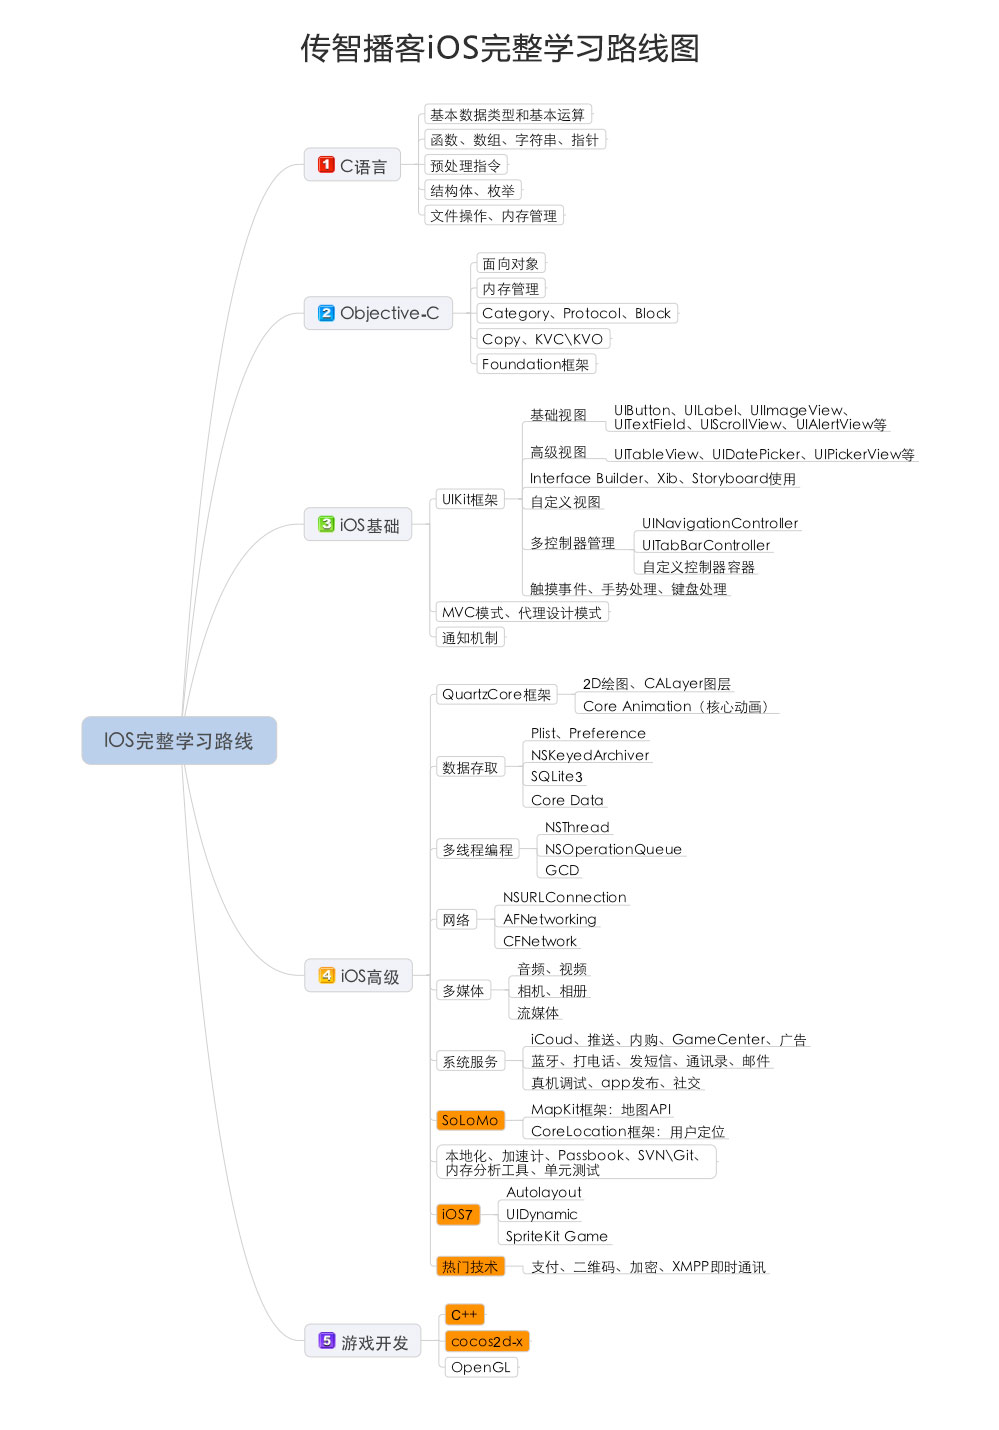 传智播客iOS完整学习路线图
IOS完整学习路线
1 C语言
基本数据类型和基本运算
函数、数组、字符串、指针
预处理指令
结构体、枚举
文件操作、内存管理
2 Objective-C
面向对象
内存管理
Category、Protocol、Block
Copy、KVC\KVO
Foundation框架
3 iOS基础
UIKit框架
基础视图
UIButton、UILabel、UIImageView、
UITextField、UIScrollView、UIAlertView等
高级视图
UITableView、UIDatePicker、UIPickerView等
Interface Builder、Xib、Storyboard使用
自定义视图
多控制器管理
UINavigationController
UITabBarController
自定义控制器容器
触摸事件、手势处理、键盘处理
MVC模式、代理设计模式
通知机制
4 iOS高级
QuartzCore框架
2D绘图、CALayer图层
Core Animation（核心动画）
数据存取
Plist、Preference
NSKeyedArchiver
SQLite3
Core Data
多线程编程
NSThread
NSOperationQueue
GCD
网络
NSURLConnection
AFNetworking
CFNetwork
多媒体
音频、视频
相机、相册
流媒体
系统服务
iCoud、推送、内购、GameCenter、广告
蓝牙、打电话、发短信、通讯录、邮件
真机调试、app发布、社交
SoLoMo
MapKit框架：地图API
CoreLocation框架：用户定位
本地化、加速计、Passbook、SVN\Git、
内存分析工具、单元测试
iOS7
Autolayout
UIDynamic
SpriteKit Game
热门技术
支付、二维码、加密、XMPP即时通讯
5 游戏开发
C++
cocos2d-x
OpenGL